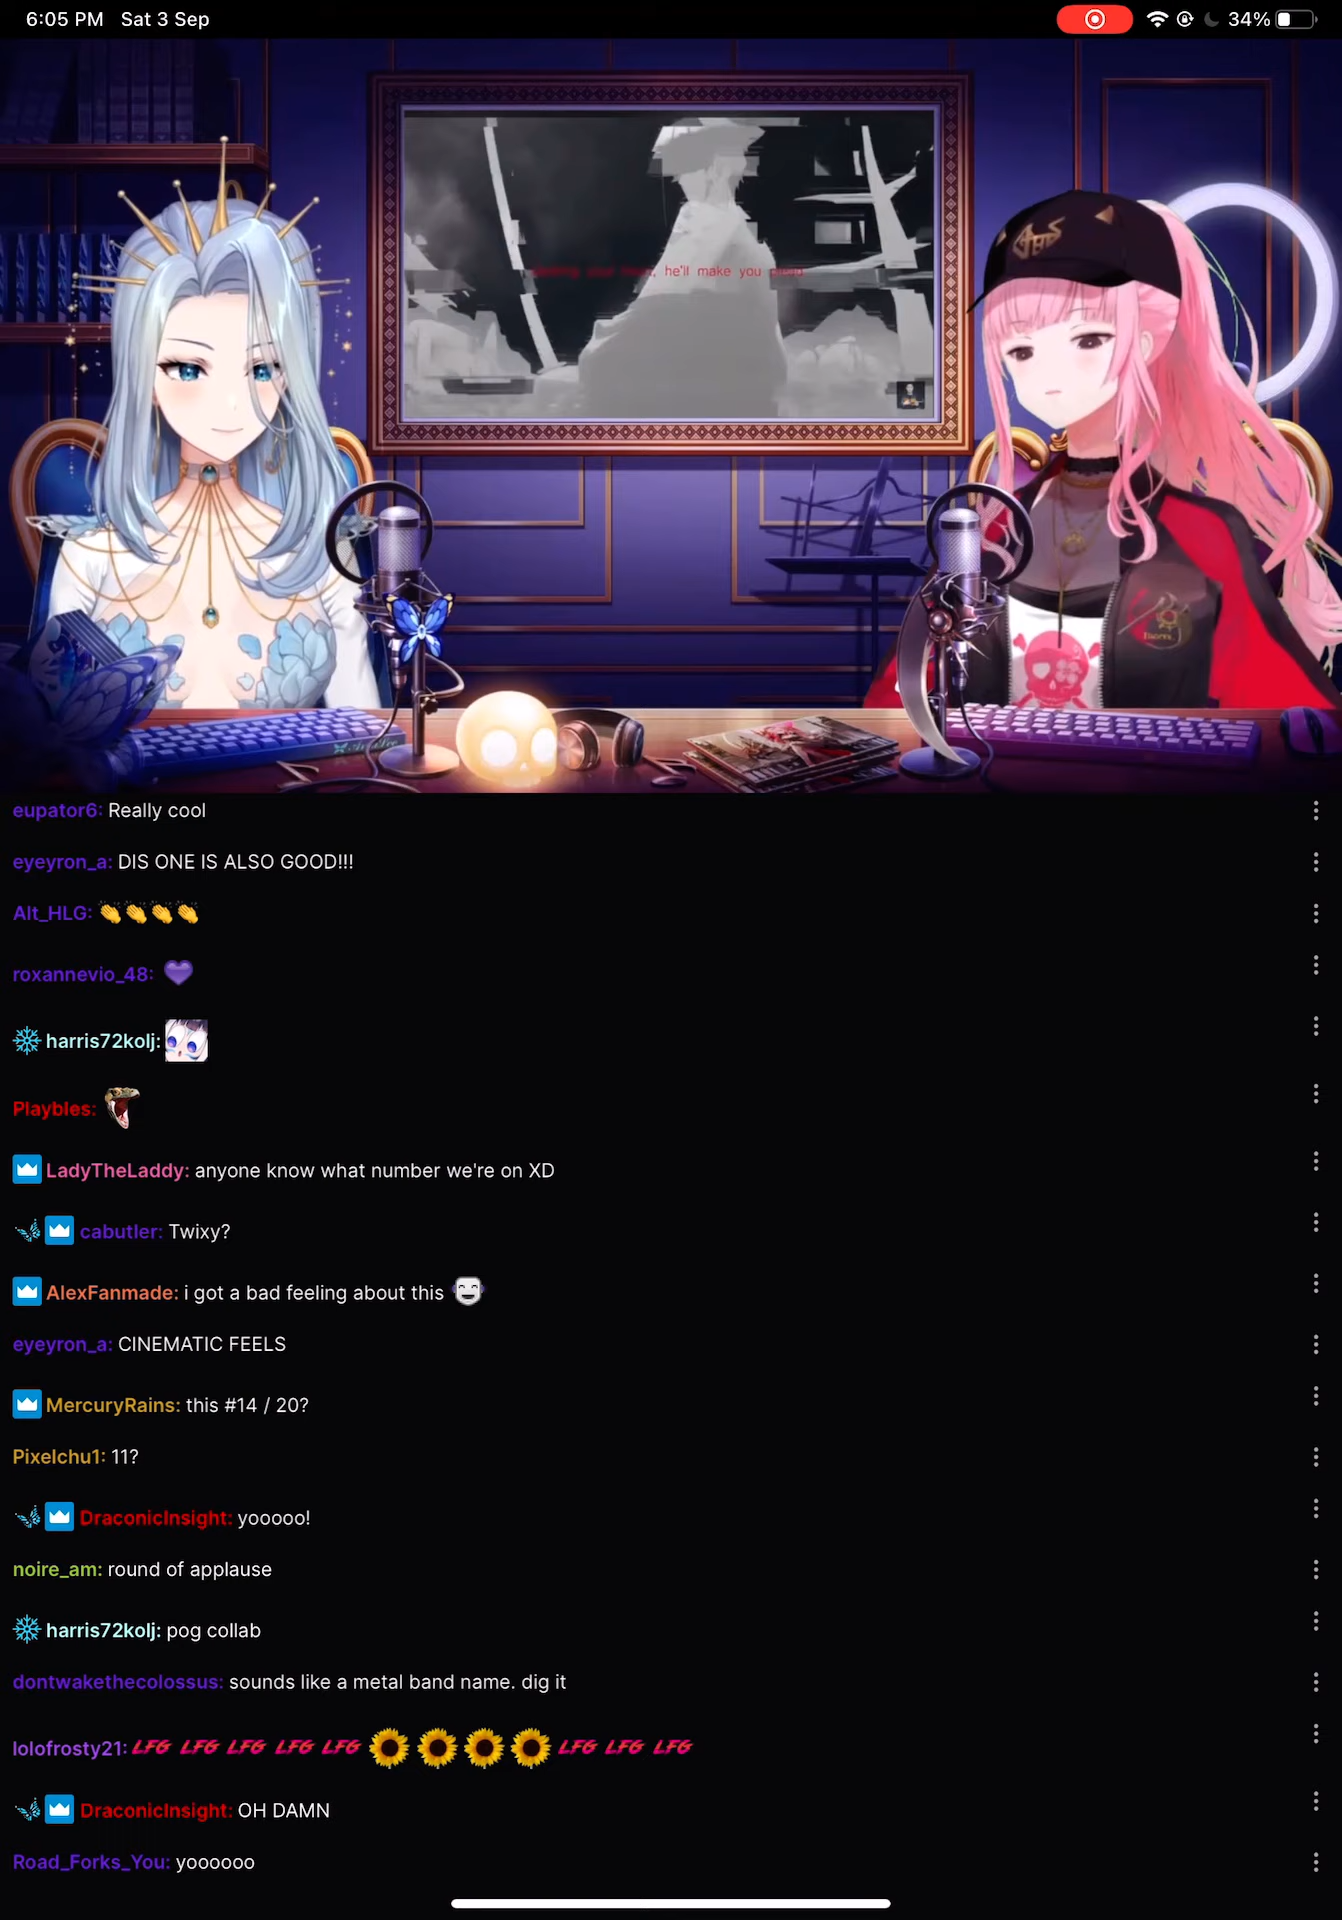 6:05 PM Sat 3 Sep 34%
he'll make you
eupator6: Really cool
eyeyron_a: DIS ONE IS ALSO GOOD!!!
Alt_HLG: 👏👏👏👏
roxannevio_48: 💜
harris72kolj:
Playbles:
LadyTheLaddy: anyone know what number we're on XD
cabutler: Twixy?
AlexFanmade: i got a bad feeling about this
eyeyron_a: CINEMATIC FEELS
MercuryRains: this #14 / 20?
Pixelchu1: 11?
DraconicInsight: yooooo!
noire_am: round of applause
harris72kolj: pog collab
dontwakethecolossus: sounds like a metal band name. dig it
lolofrosty21: LFG LFG LFG LFG LFG 🌻🌻🌻🌻 LFG LFG LFG
DraconicInsight: OH DAMN
Road_Forks_You: yoooooo